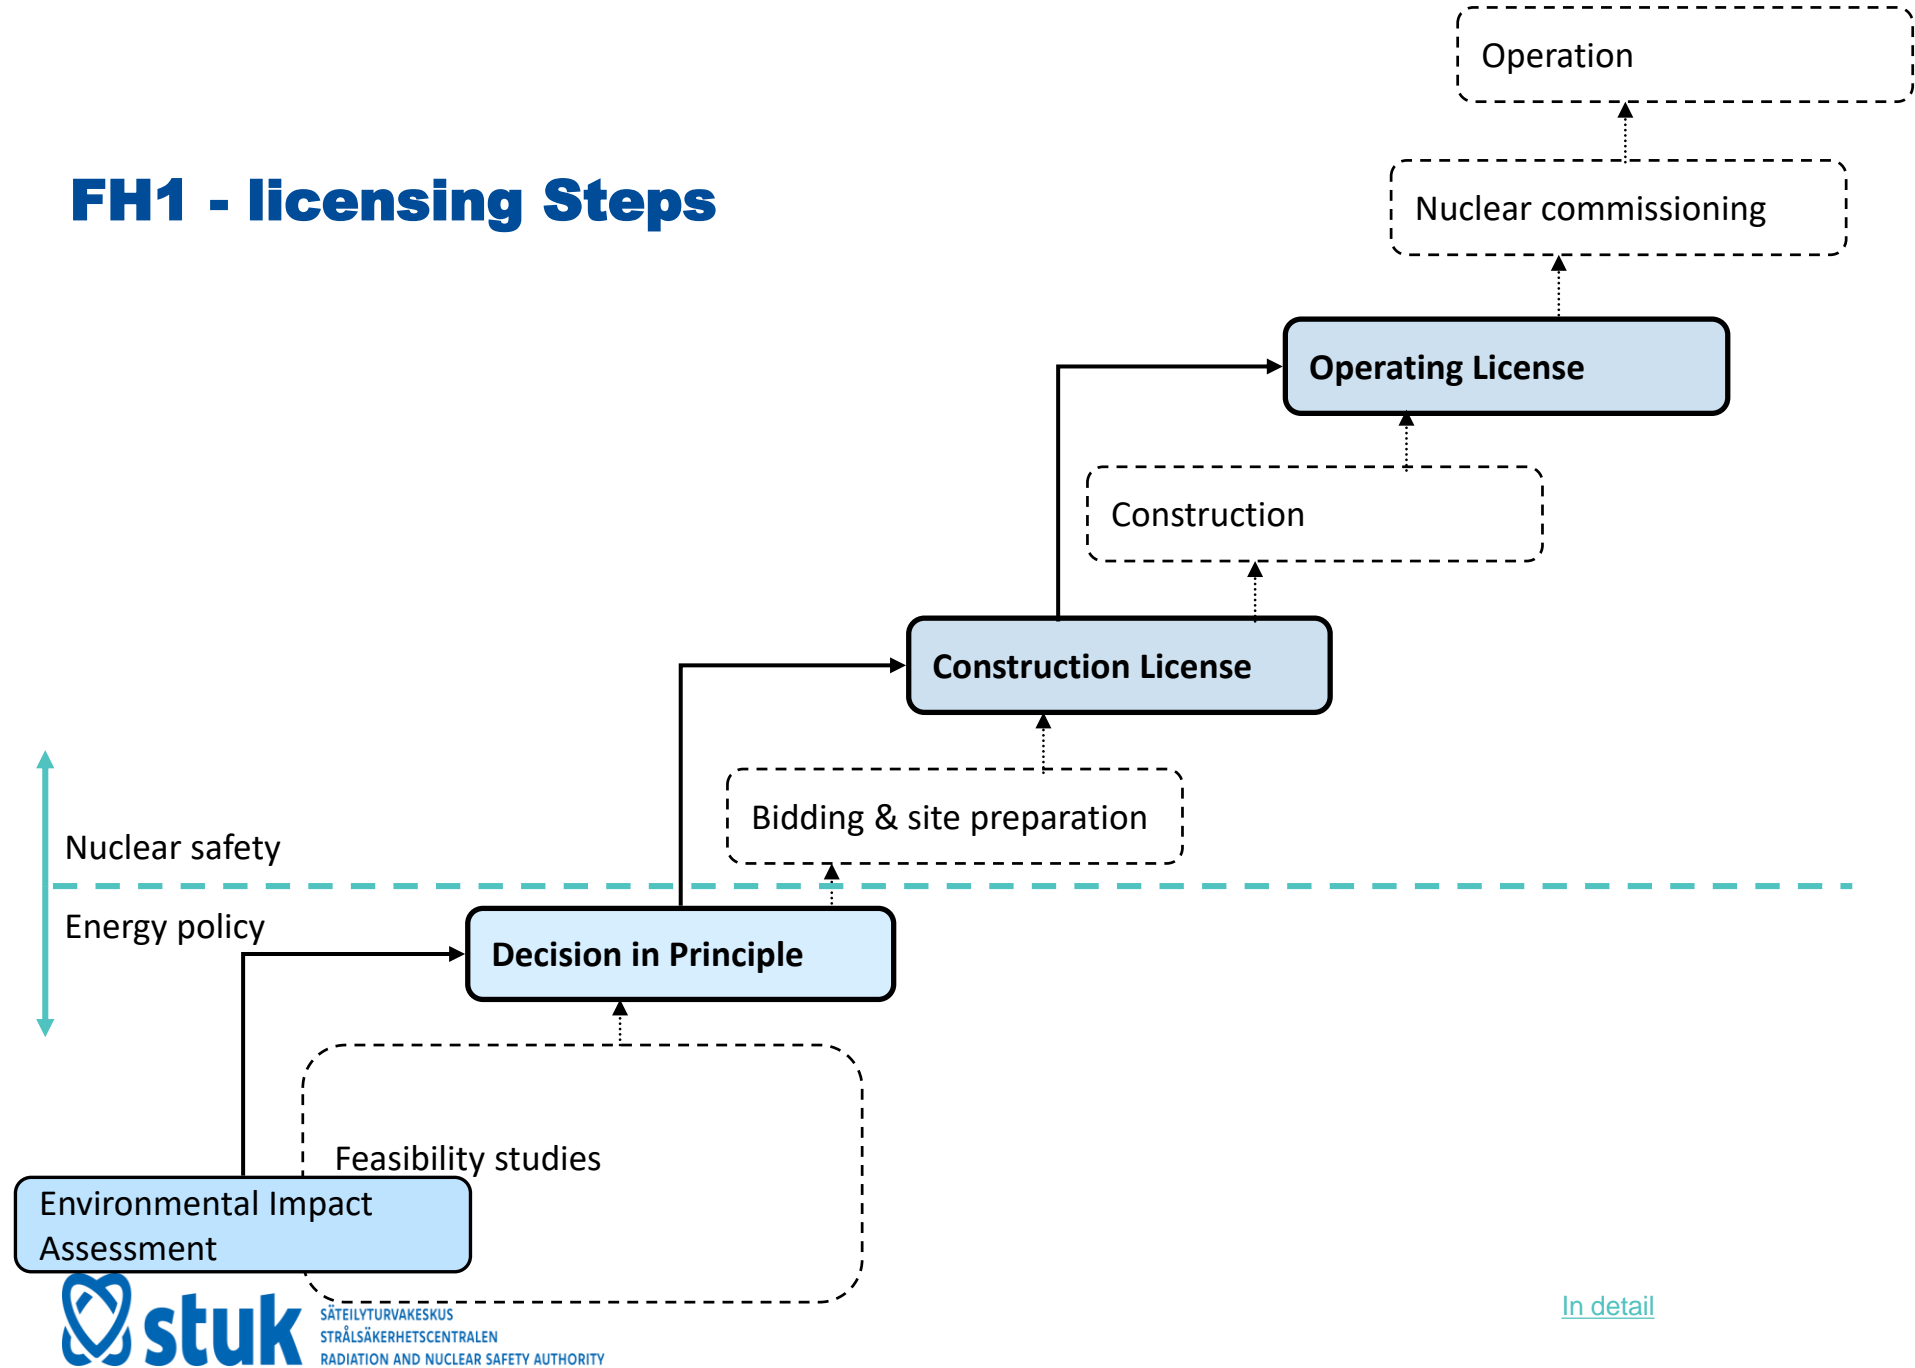 Operation
FH1 - licensing Steps
Nuclear commissioning
Operating License
Construction
Construction License
Bidding & site preparation
Nuclear safety
Energy policy
Decision in Principle
Feasibility studies
Environmental Impact
Assessment
stuk
SÄTEILYTURVAKESKUS
STRÅLSÄKERHETSCENTRALEN
RADIATION AND NUCLEAR SAFETY AUTHORITY
In detail